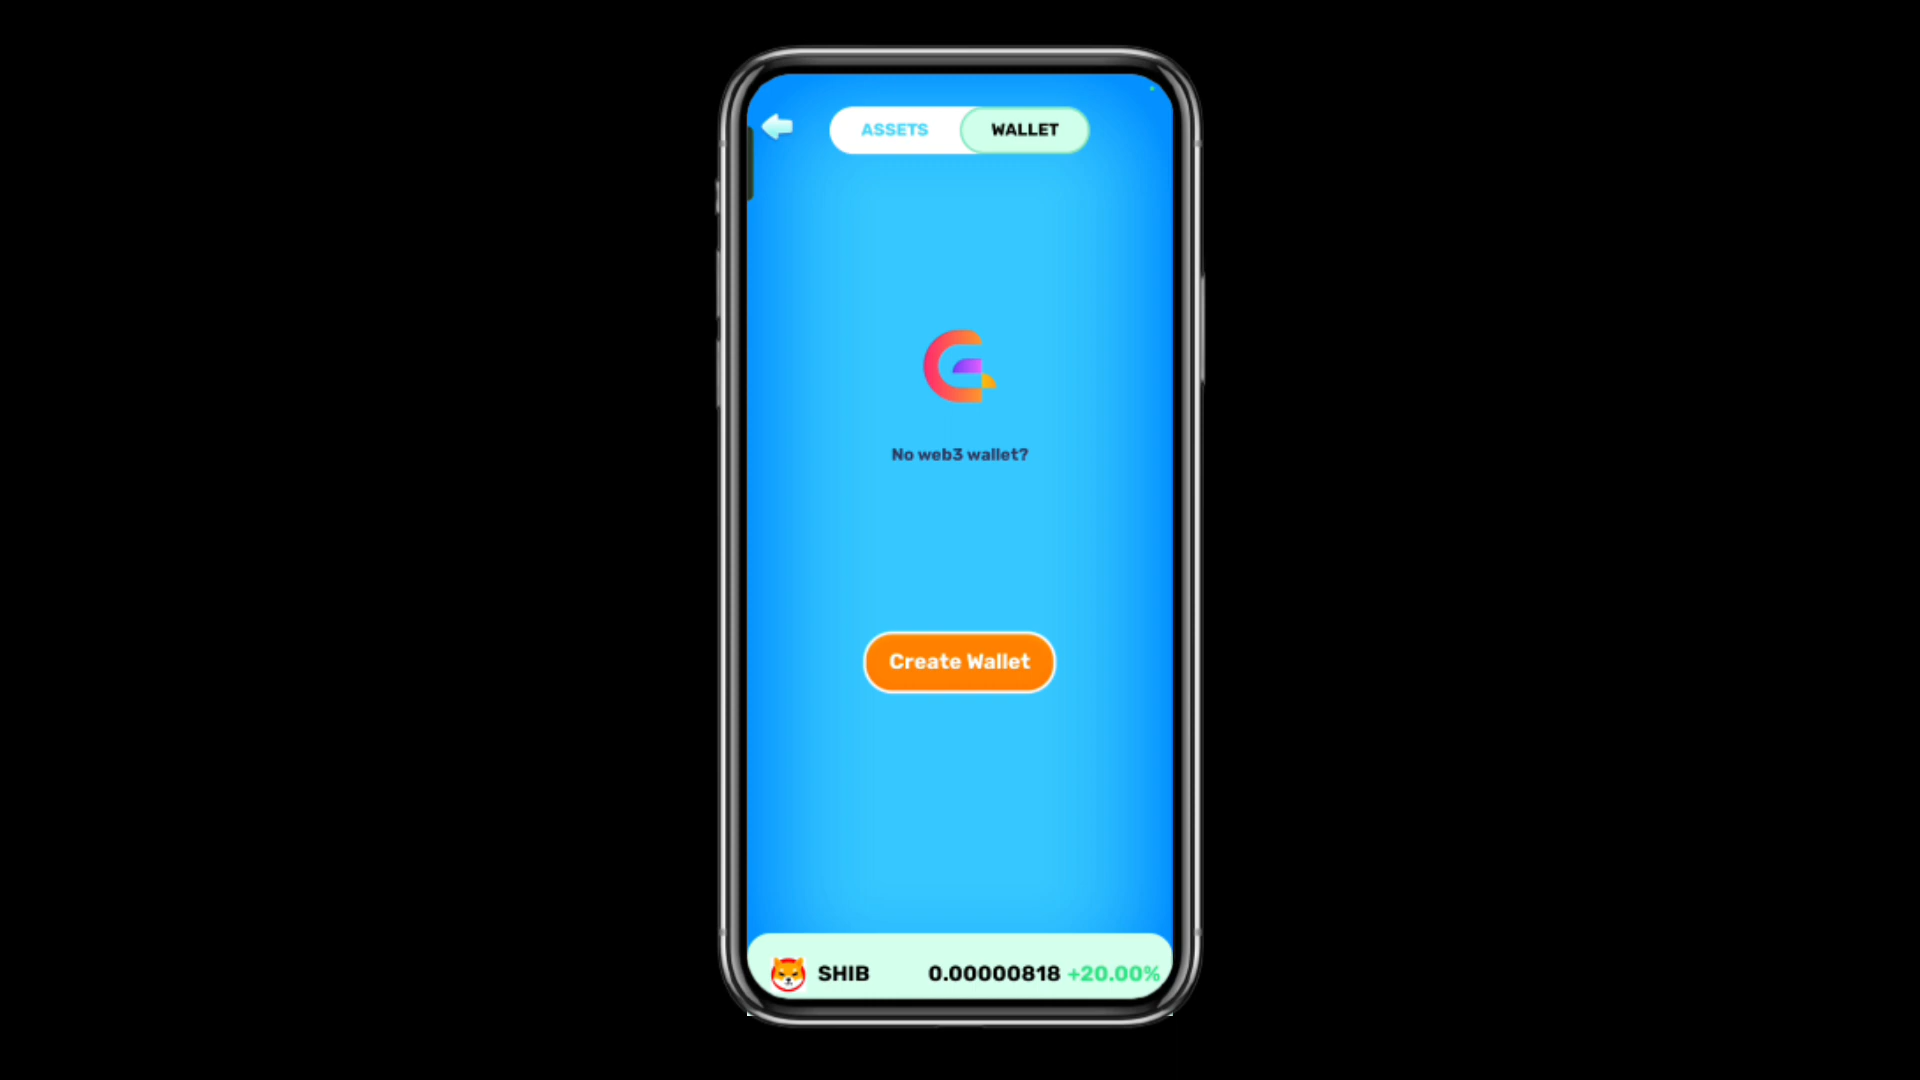 ASSETS WALLET
No web3 wallet?
Create Wallet
SHIB 0.00000818 +20.00%